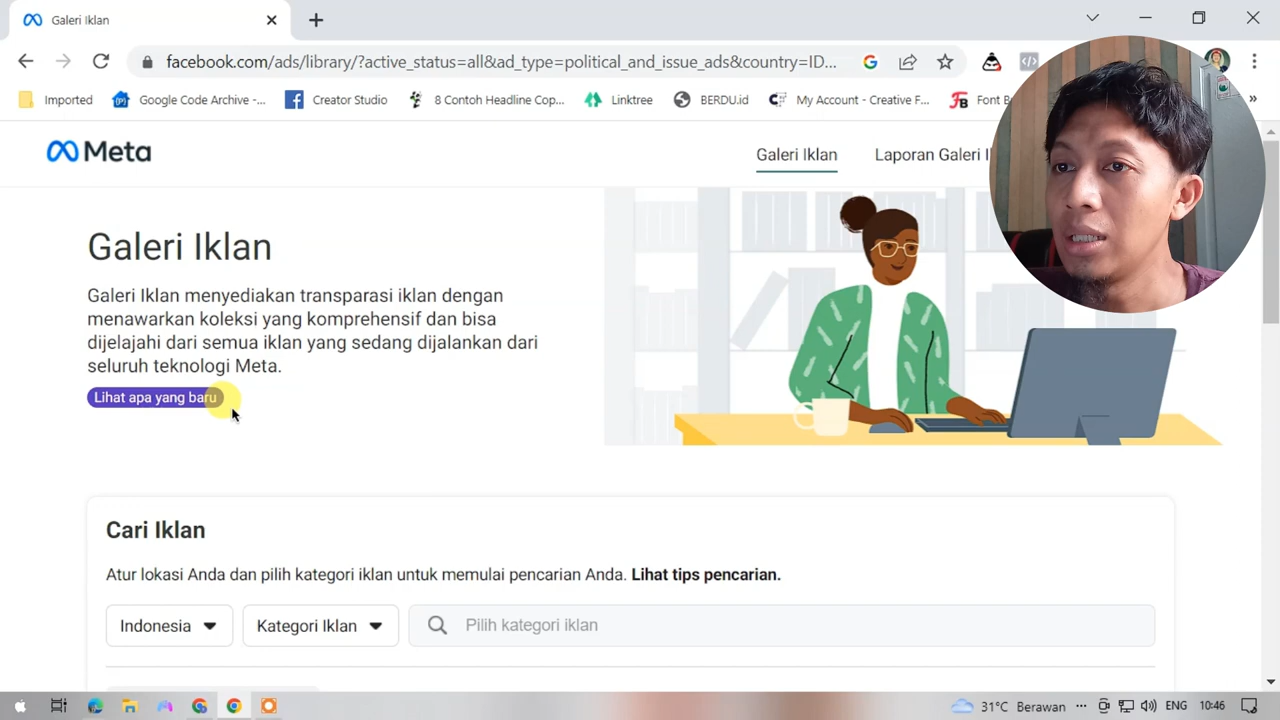 Galeri Iklan
facebook.com/ads/library/?active_status=all&ad_type=political_and_issue_ads&country=ID...
Imported
Google Code Archive -...
Creator Studio
8 Contoh Headline Cop...
Linktree
BERDU.id
My Account - Creative F...
Font B
Meta
Galeri Iklan
Laporan Galeri I
Galeri Iklan
Galeri Iklan menyediakan transparasi iklan dengan
menawarkan koleksi yang komprehensif dan bisa
dijelajahi dari semua iklan yang sedang dijalankan dari
seluruh teknologi Meta.
Lihat apa yang baru
Cari Iklan
Atur lokasi Anda dan pilih kategori iklan untuk memulai pencarian Anda. Lihat tips pencarian.
Indonesia
Kategori Iklan
Pilih kategori iklan
31°C Berawan
ENG
10:46